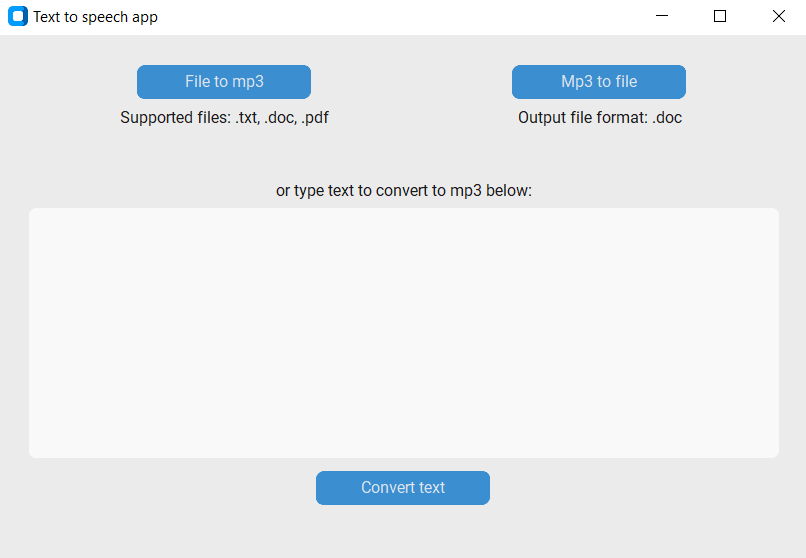 Text to speech app
File to mp3
Mp3 to file
Supported files: .txt, .doc, .pdf
Output file format: .doc
or type text to convert to mp3 below:
Convert text